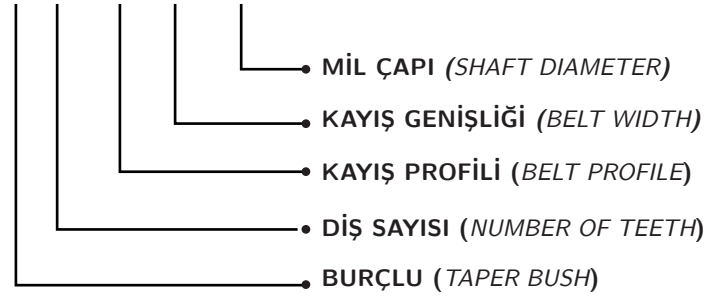 MİL ÇAPI (SHAFT DIAMETER)
KAYIŞ GENİŞLİĞİ (BELT WIDTH)
KAYIŞ PROFİLİ (BELT PROFILE)
DİŞ SAYISI (NUMBER OF TEETH)
BURÇLU (TAPER BUSH)